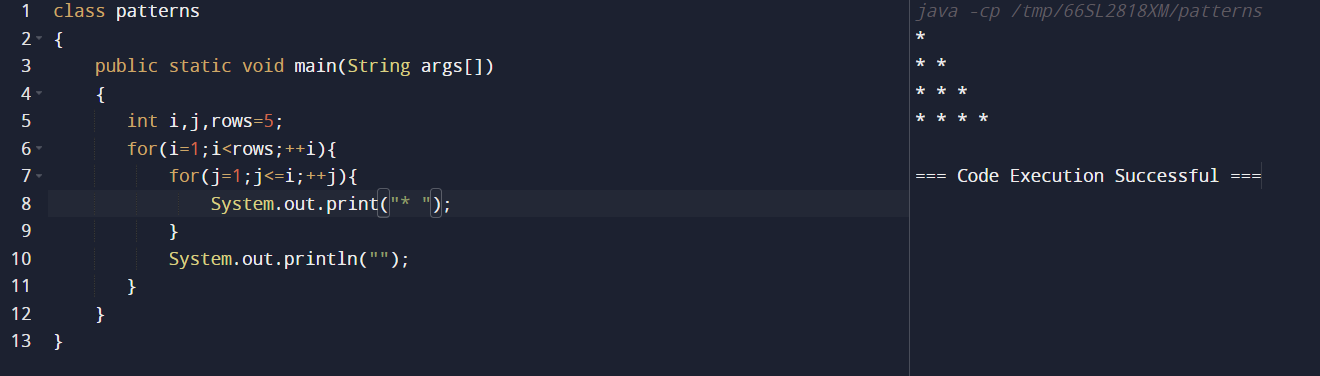 1 class patterns
2 {
3     public static void main(String args[])
4     {
5        int i,j,rows=5;
6        for(i=1;i<rows;++i){
7            for(j=1;j<=i;++j){
8                System.out.print("* ");
9            }
10            System.out.println("");
11        }
12     }
13 }
java -cp /tmp/66SL2818XM/patterns
*
* *
* * *
* * * *
=== Code Execution Successful ===